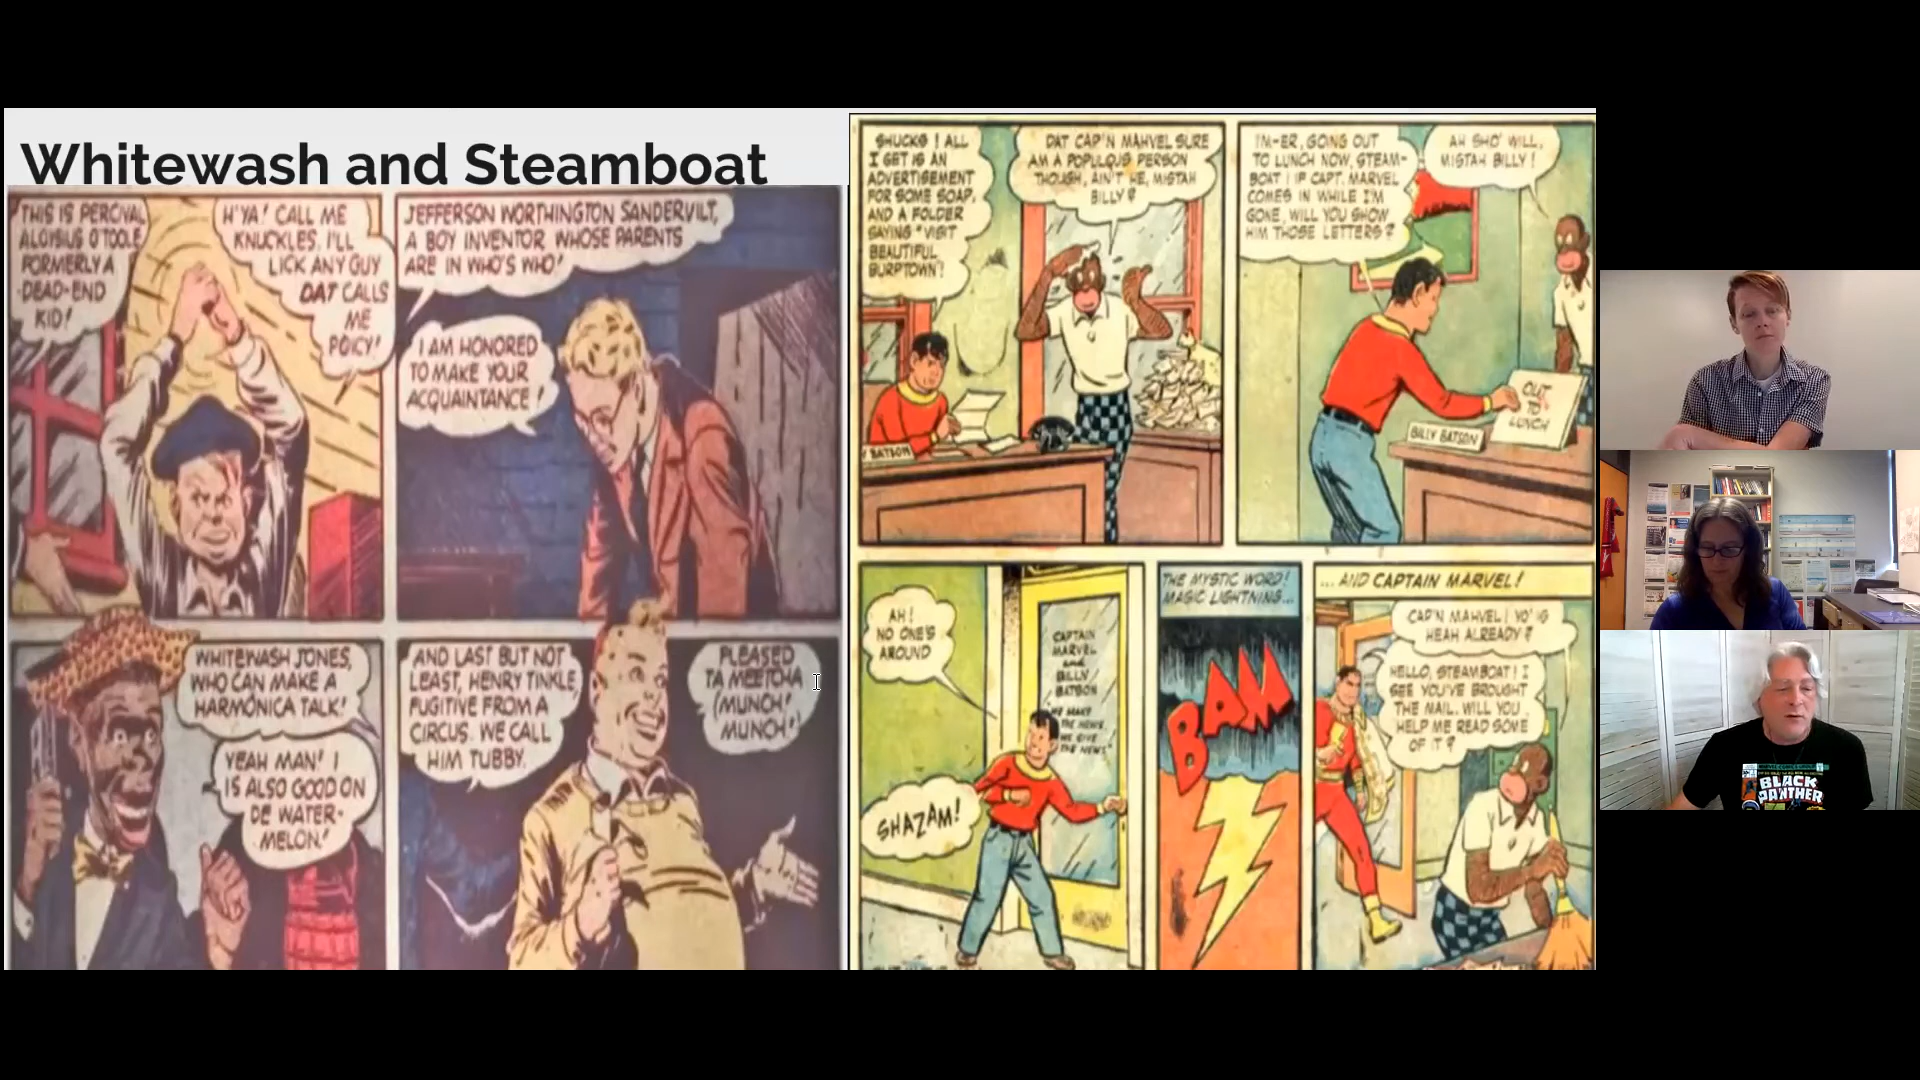 Whitewash and Steamboat
THIS IS PERCIVAL
ALOYSIUS O'TOOLE
FORMERLY A
DEAD-END
KID!
H'YA! CALL ME
KNUCKLES. I'LL
LICK ANY GUY
DAT CALLS
ME
POICY!
JEFFERSON WORTHINGTON SANDERVILT,
A BOY INVENTOR WHOSE PARENTS
ARE IN WHO'S WHO!
I AM HONORED
TO MAKE YOUR
ACQUAINTANCE!
WHITEWASH JONES,
WHO CAN MAKE A
HARMONICA TALK!
YEAH MAN! I
IS ALSO GOOD ON
DE WATER-
MELON!
AND LAST BUT NOT
LEAST, HENRY TINKLE,
FUGITIVE FROM A
CIRCUS. WE CALL
HIM TUBBY.
PLEASED
TA MEETCHA
(MUNCH!
MUNCH!)
SHUCKS! ALL
I GET IS AN
ADVERTISEMENT
FOR SOME SOAP,
AND A FOLDER
SAYING "VISIT
BEAUTIFUL
BURPTOWN"!
DAT CAP'N MAHVEL SURE
AM A POPULOUS PERSON
THOUGH, AIN'T HE, MISTAH
BILLY?
Y BATSON
I'M-ER, GOING OUT
TO LUNCH NOW, STEAM-
BOAT! IF CAPT. MARVEL
COMES IN WHILE I'M
GONE, WILL YOU SHOW
HIM THOSE LETTERS?
AH SHO' WILL,
MISTAH BILLY!
OUT
TO
LUNCH
BILLY BATSON
AH!
NO ONE'S
AROUND
CAPTAIN
MARVEL
and
BILLY
BATSON
"WE MAKE
THE NEWS
WE GIVE
THE NEWS"
SHAZAM!
THE MYSTIC WORD!
MAGIC LIGHTNING...
BAM
...AND CAPTAIN MARVEL!
CAP'N MAHVEL! YO' IS
HEAH ALREADY?
HELLO, STEAMBOAT! I
SEE YOU'VE BROUGHT
THE MAIL. WILL YOU
HELP ME READ SOME
OF IT?
BLACK
PANTHER